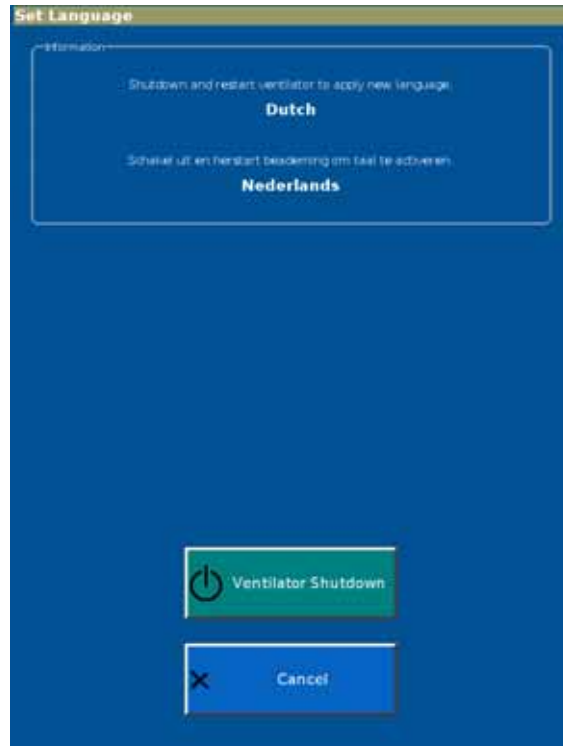 Set Language
Information
Shutdown and restart ventilator to apply new language.
Dutch
Schakel uit en herstart beademing om taal te activeren.
Nederlands
Ventilator Shutdown
Cancel